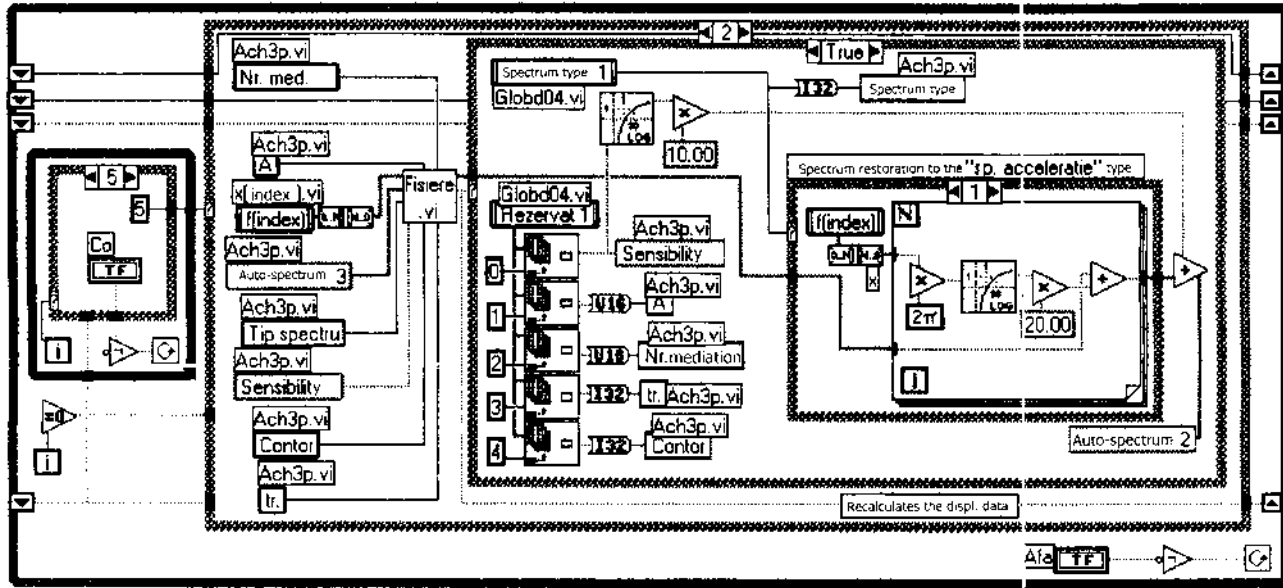 2
True
Ach3p.vi
Nr. med.
Spectrum type 1
Globd04.vi
I32
Ach3p.vi
Spectrum type
LOG
×
10.00
5
5
Co
TF
i
=0
i
Ach3p.vi
A
x(index ).vi
f(index)
Ach3p.vi
Auto-spectrum 3
Ach3p.vi
Tip spectru
Ach3p.vi
Sensibility
Ach3p.vi
Contor
Ach3p.vi
tr.
Fisiere
.vi
Globd04.vi
Rezervat 1
0
1
2
3
4
Ach3p.vi
Sensibility
U16
Ach3p.vi
A
U16
Ach3p.vi
Nr.mediation
I32
tr.
Ach3p.vi
I32
Ach3p.vi
Contor
Spectrum restoration to the "sp. acceleratie" type
1
f(index)
N
x
×
2π
LOG
×
20.00
+
+
i
Auto-spectrum 2
Recalculates the displ. data
Afa
TF